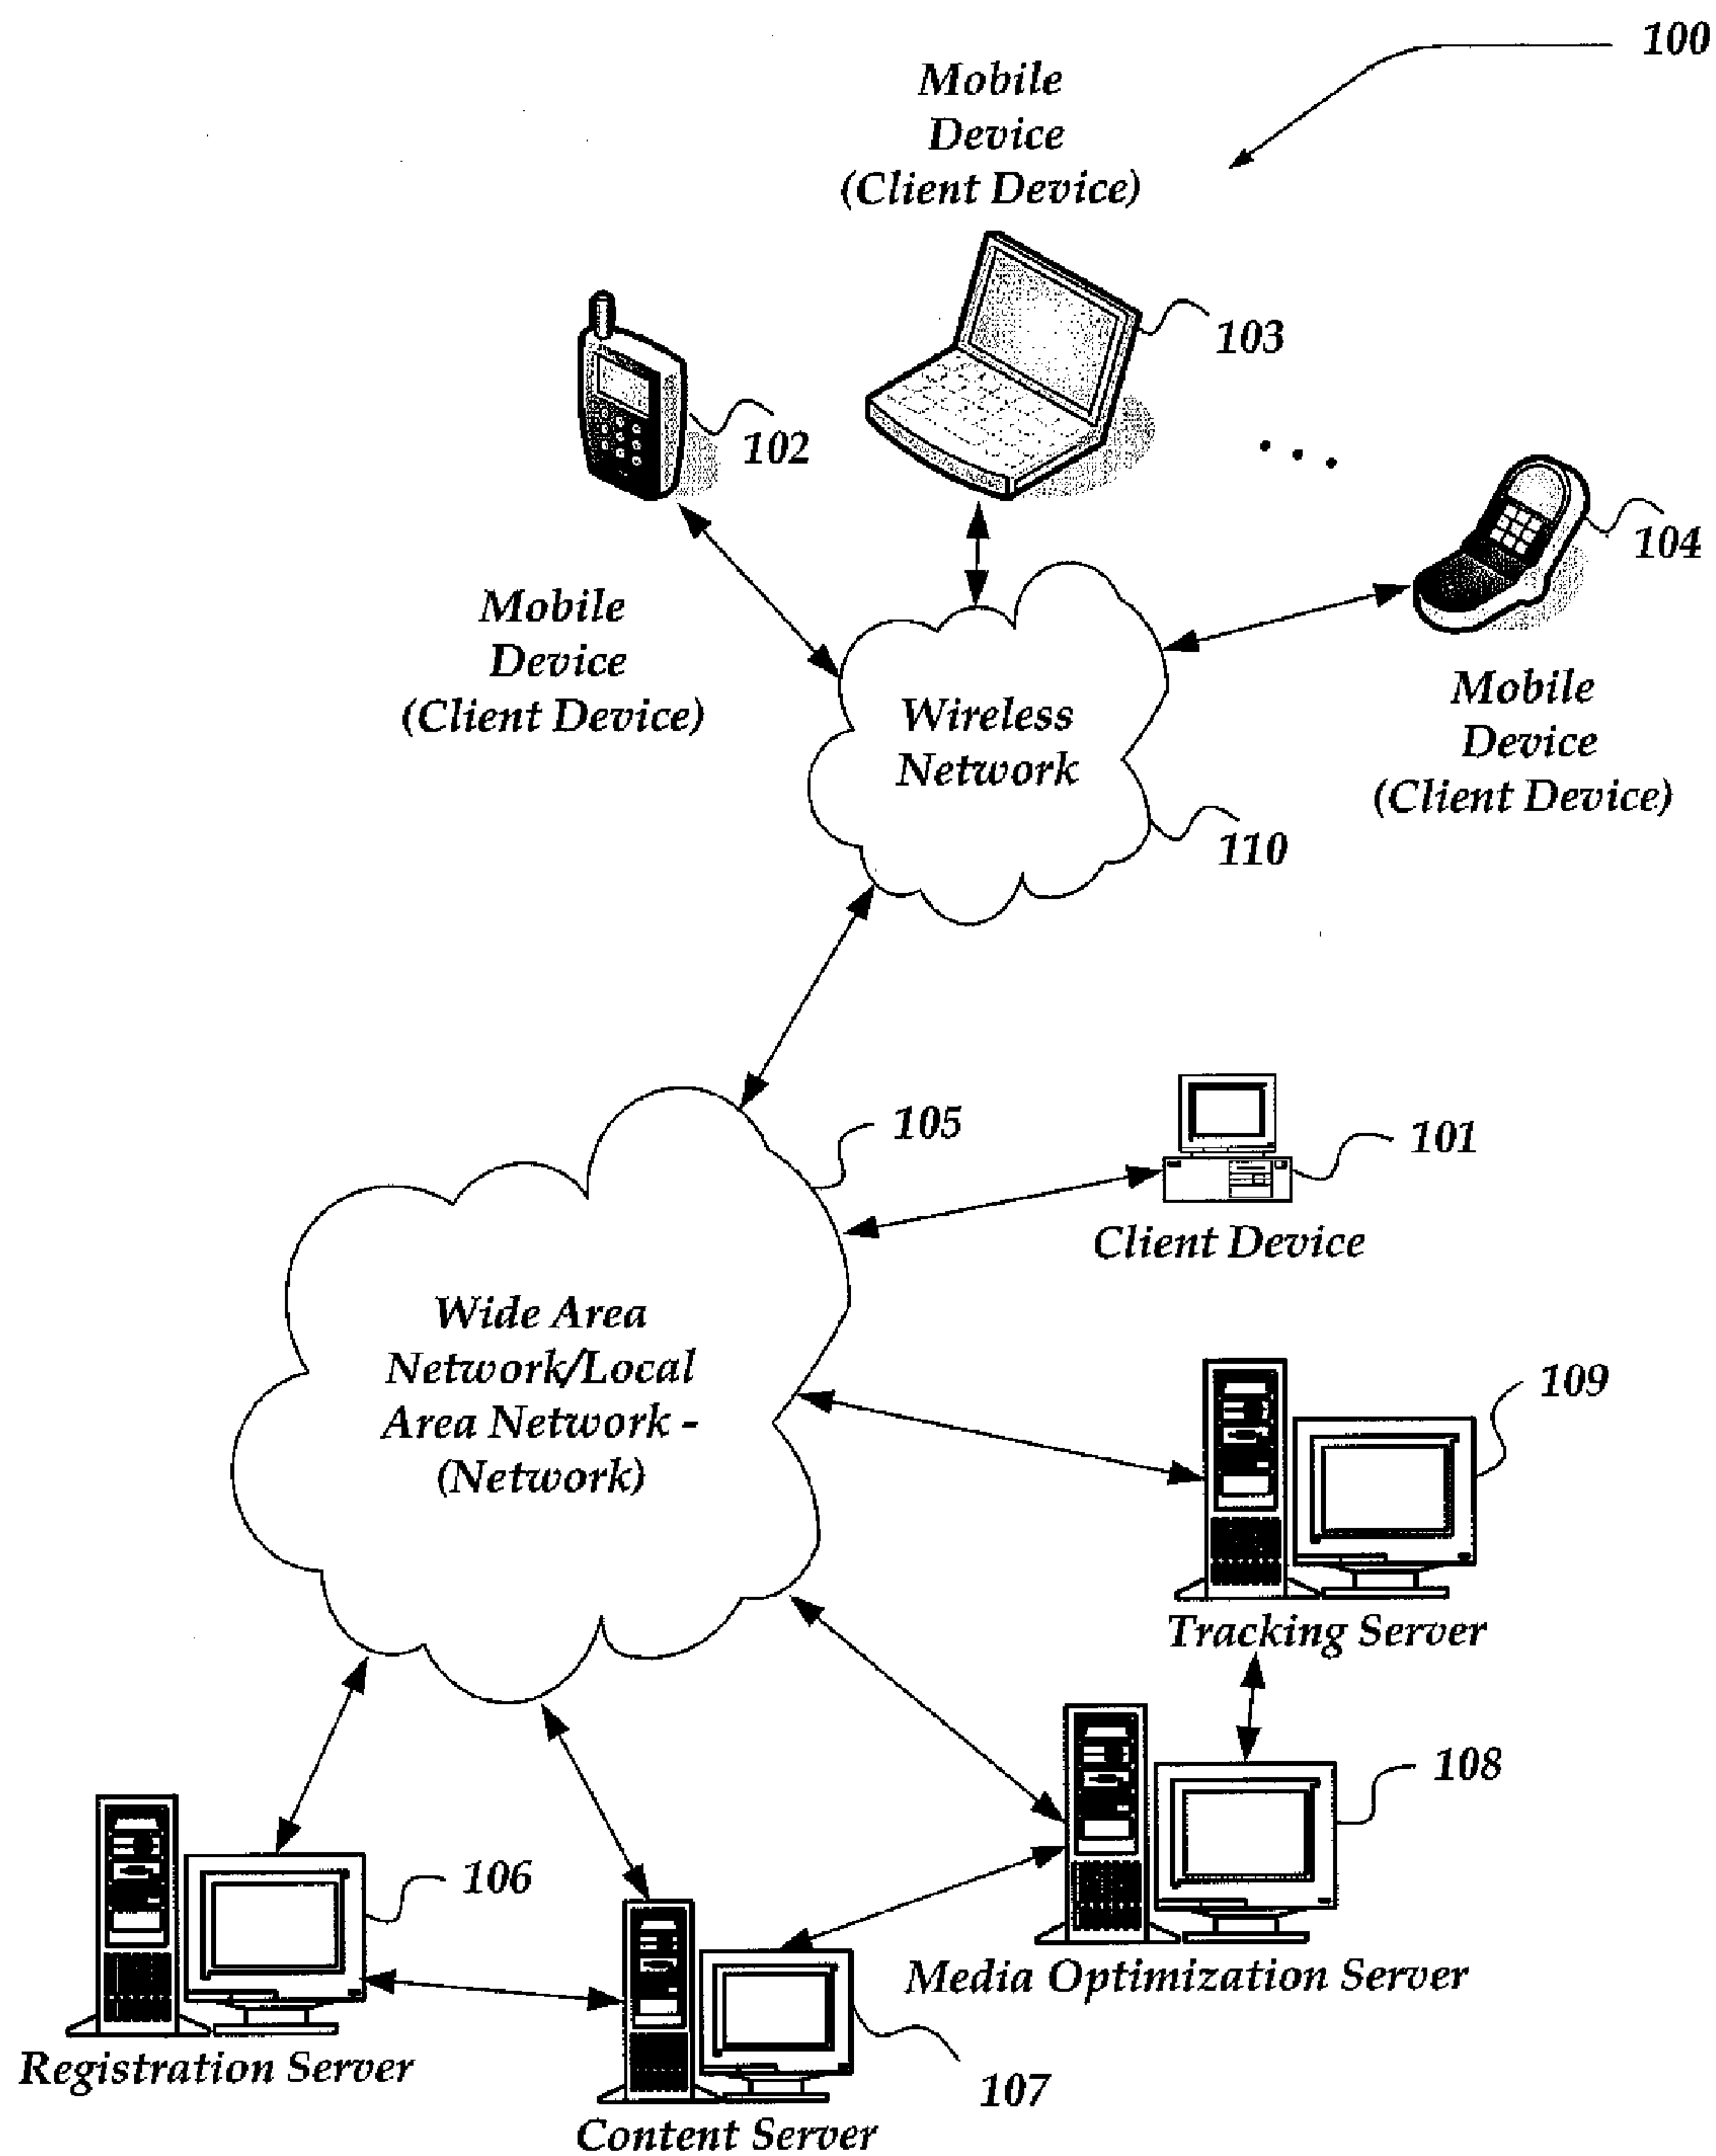 100
Mobile
Device
(Client Device)
103
102
104
Mobile
Device
(Client Device)
Mobile
Device
(Client Device)
Wireless
Network
110
105
101
Client Device
Wide Area
Network/Local
Area Network -
(Network)
109
Tracking Server
108
Media Optimization Server
106
Registration Server
107
Content Server